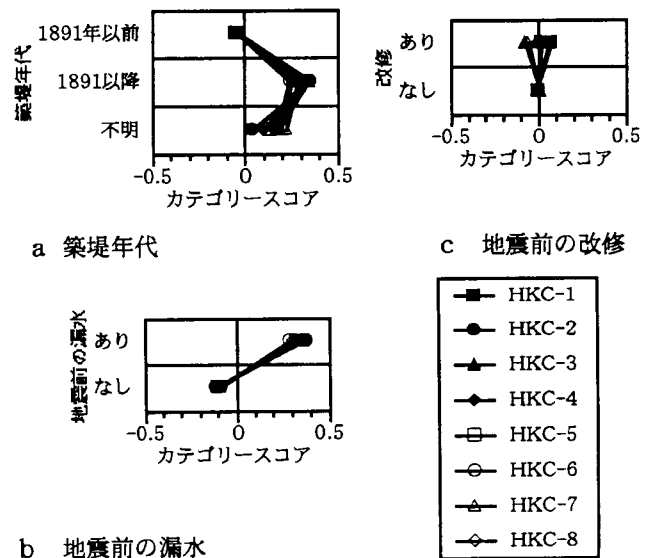 築堤年代
1891年以前
1891以降
不明
-0.5 0 0.5
カテゴリースコア
a 築堤年代
改修
あり
なし
-0.5 0 0.5
カテゴリースコア
c 地震前の改修
地震前の漏水
あり
なし
-0.5 0 0.5
カテゴリースコア
b 地震前の漏水
HKC-1
HKC-2
HKC-3
HKC-4
HKC-5
HKC-6
HKC-7
HKC-8